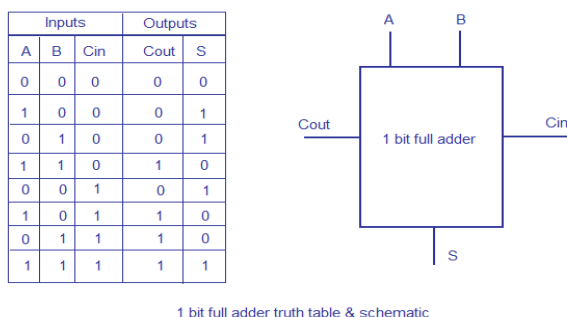 Inputs Outputs
A B Cin Cout S
0 0 0 0 0
1 0 0 0 1
0 1 0 0 1
1 1 0 1 0
0 0 1 0 1
1 0 1 1 0
0 1 1 1 0
1 1 1 1 1
A B
Cout 1 bit full adder Cin
S
1 bit full adder truth table & schematic